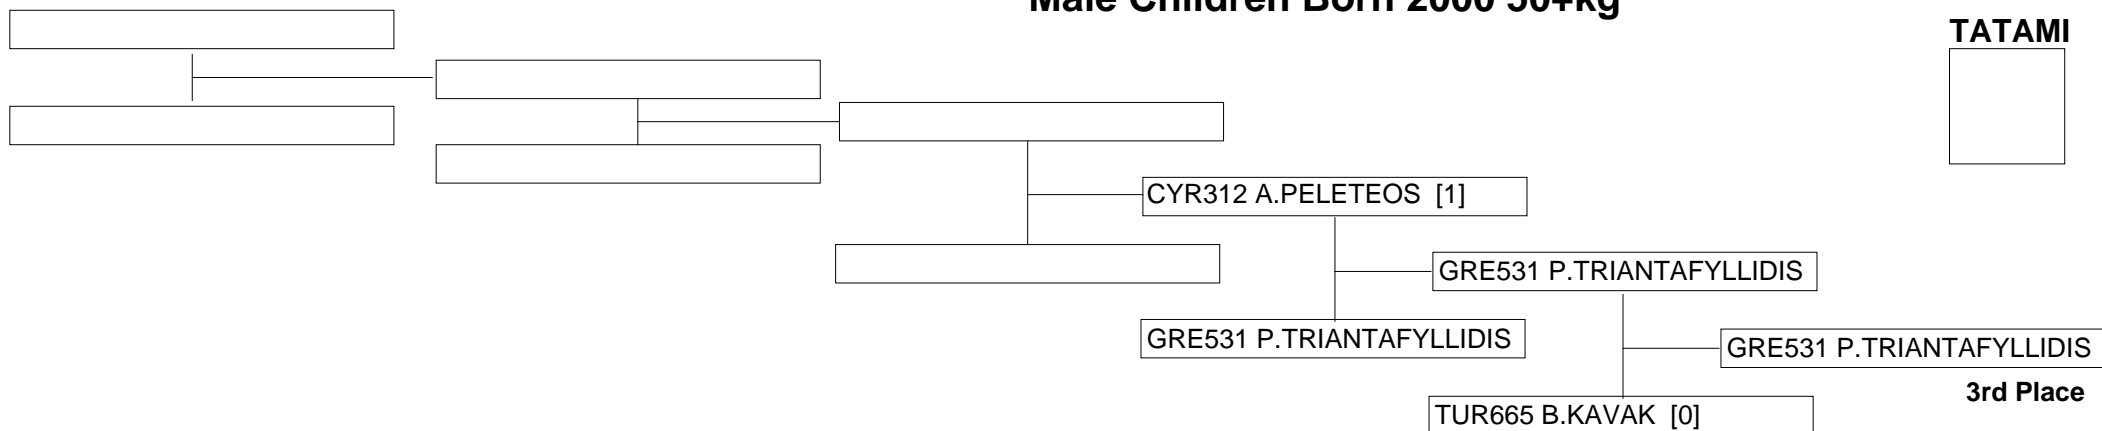 Male Children Born 2000 50+kg
TATAMI
CYR312 A.PELETEOS [1]
GRE531 P.TRIANTAFYLLIDIS
GRE531 P.TRIANTAFYLLIDIS
GRE531 P.TRIANTAFYLLIDIS
3rd Place
TUR665 B.KAVAK [0]